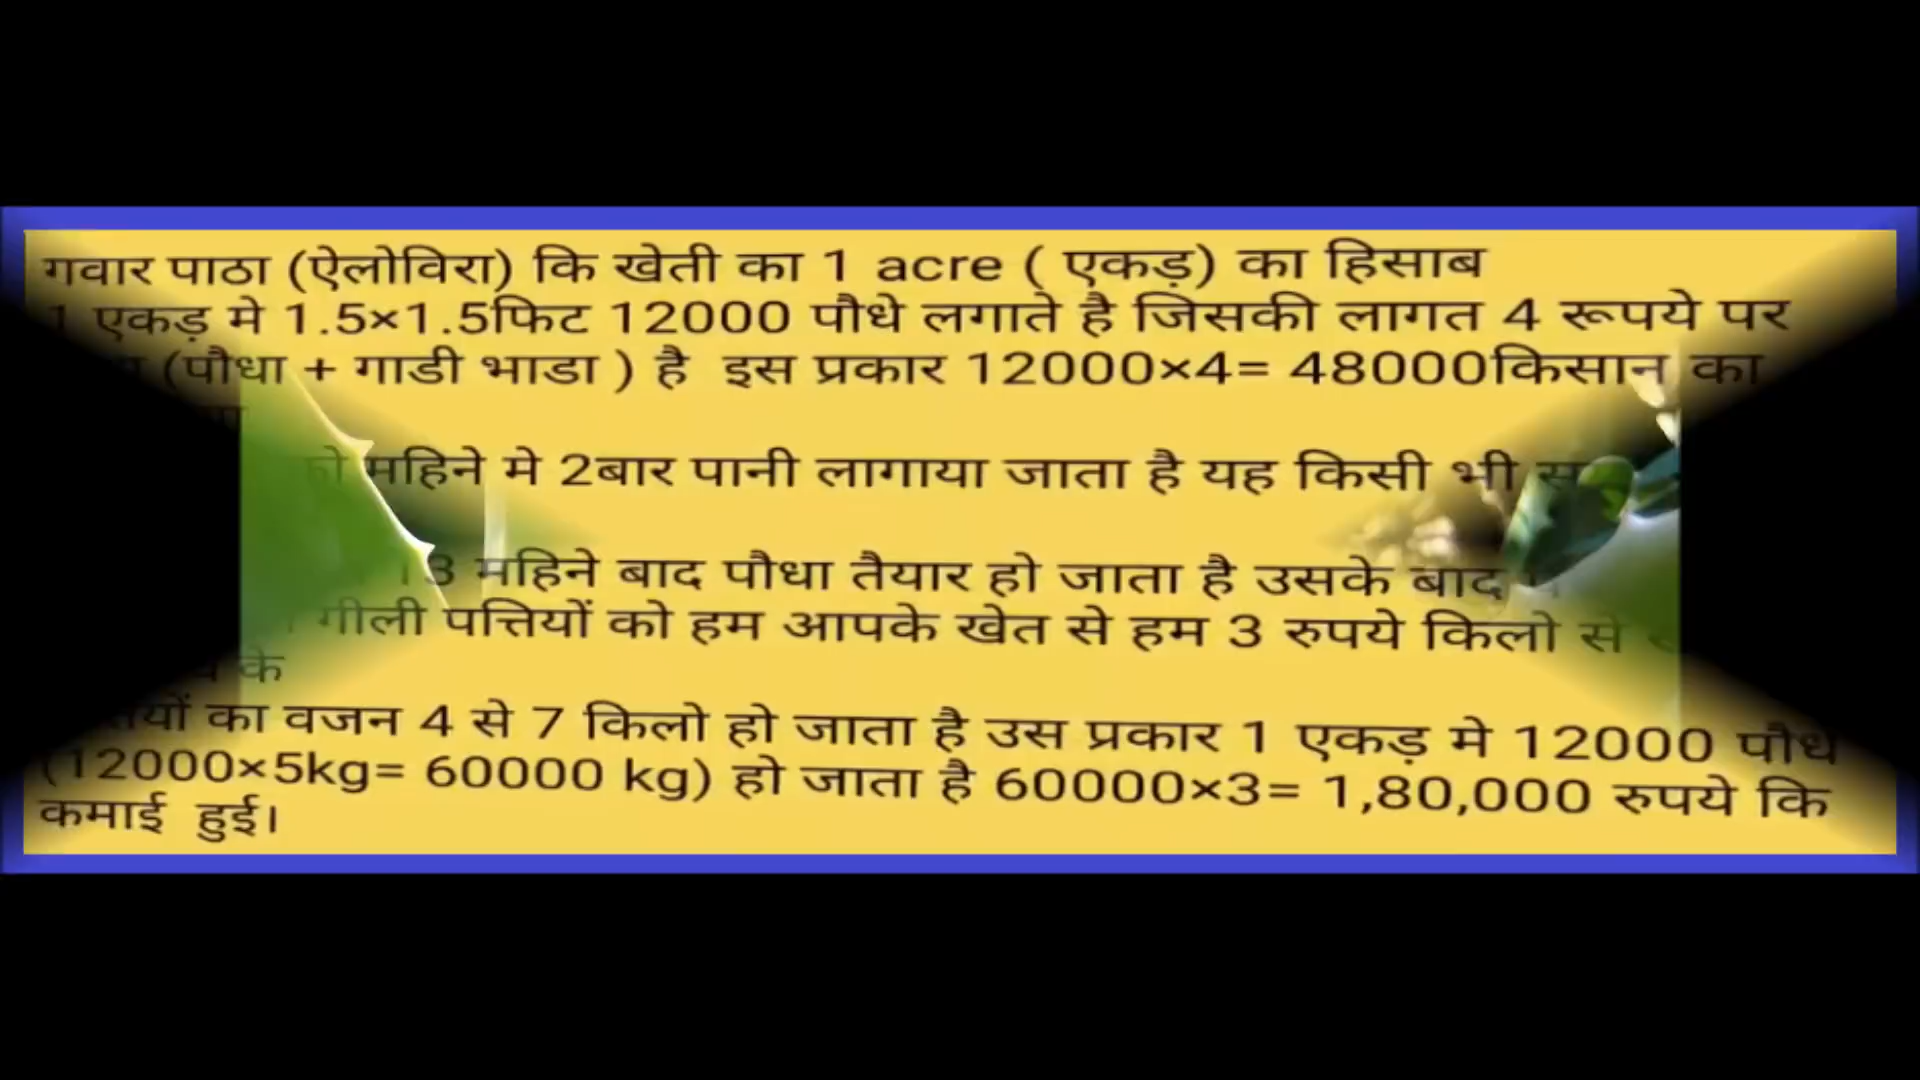 गवार पाठा (ऐलोविरा) कि खेती का 1 acre ( एकड़) का हिसाब
1 एकड़ मे 1.5×1.5फिट 12000 पौधे लगाते है जिसकी लागत 4 रूपये पर
(पौधा + गाडी भाडा ) है इस प्रकार 12000×4= 48000किसान का
महिने मे 2बार पानी लागाया जाता है यह किसी भी
महिने बाद पौधा तैयार हो जाता है उसके बाद
गीली पत्तियों को हम आपके खेत से हम 3 रुपये किलो से
के
का वजन 4 से 7 किलो हो जाता है उस प्रकार 1 एकड़ मे 12000 पौधे
(12000×5kg= 60000 kg) हो जाता है 60000×3= 1,80,000 रुपये कि
कमाई हुई।